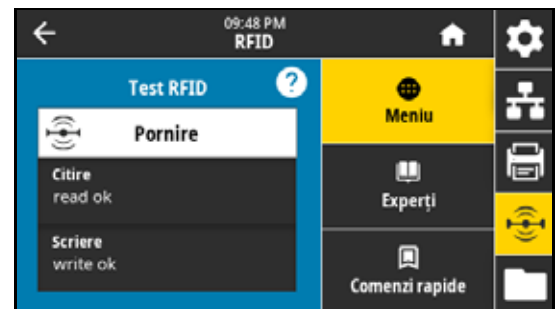 09:48 PM
RFID
Test RFID
?
Pornire
Citire
read ok
Scriere
write ok
Meniu
Experți
Comenzi rapide